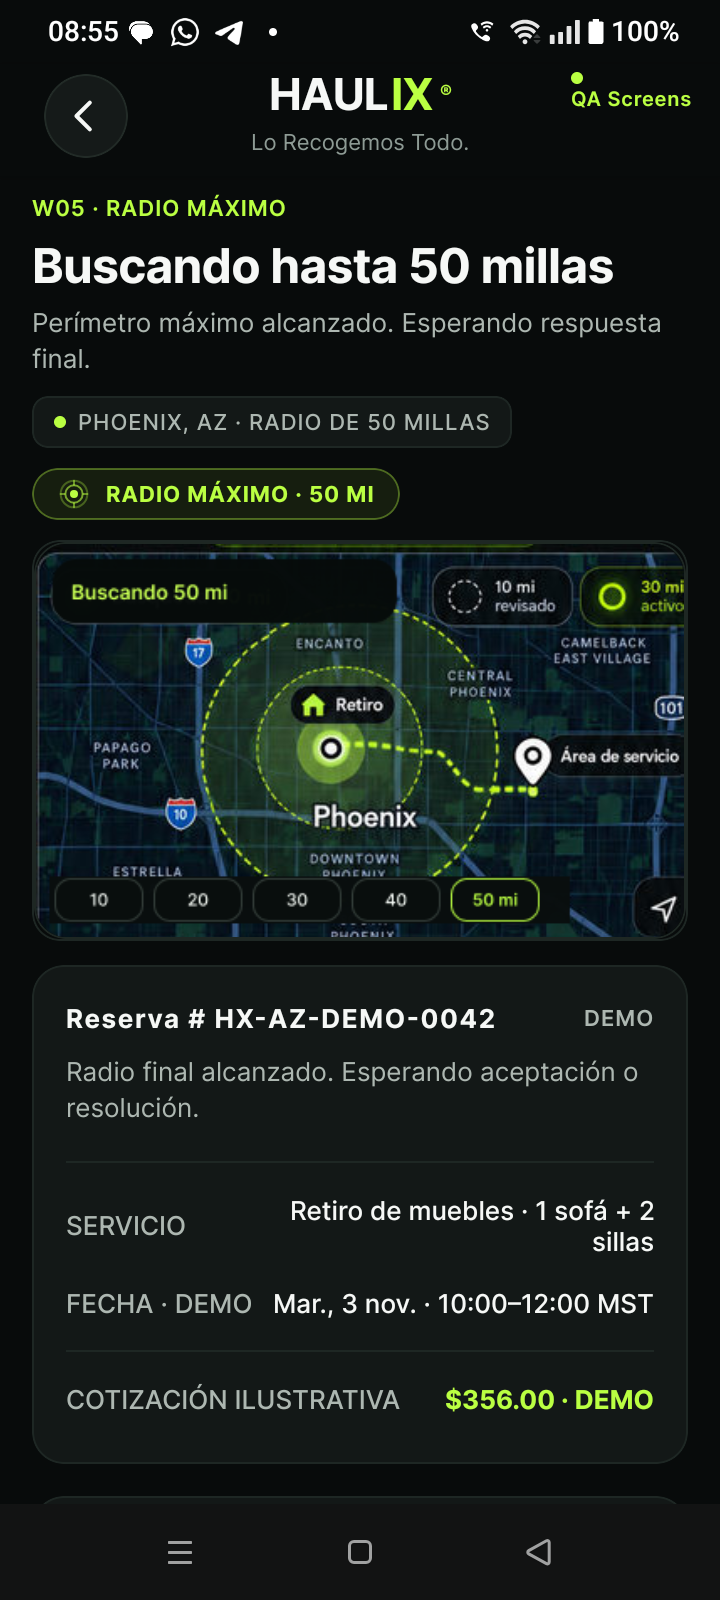 08:55
100%
HAULIX ®
Lo Recogemos Todo.
QA Screens
W05 · RADIO MÁXIMO
Buscando hasta 50 millas
Perímetro máximo alcanzado. Esperando respuesta
final.
PHOENIX, AZ · RADIO DE 50 MILLAS
RADIO MÁXIMO · 50 MI
Buscando 50 mi
10 mi
revisado
30 mi
activo
17
ENCANTO
CAMELBACK
EAST VILLAGE
CENTRAL
PHOENIX
101
Retiro
PAPAGO
PARK
Área de servicio
10
Phoenix
DOWNTOWN
PHOENIX
ESTRELLA
10
20
30
40
50 mi
PHOENIX
Reserva # HX-AZ-DEMO-0042
DEMO
Radio final alcanzado. Esperando aceptación o
resolución.
SERVICIO
Retiro de muebles · 1 sofá + 2
sillas
FECHA · DEMO
Mar., 3 nov. · 10:00–12:00 MST
COTIZACIÓN ILUSTRATIVA
$356.00 · DEMO